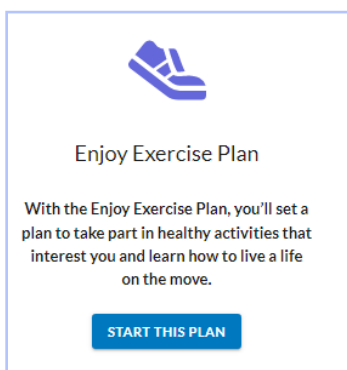 Enjoy Exercise Plan
With the Enjoy Exercise Plan, you’ll set a
plan to take part in healthy activities that
interest you and learn how to live a life
on the move.
START THIS PLAN